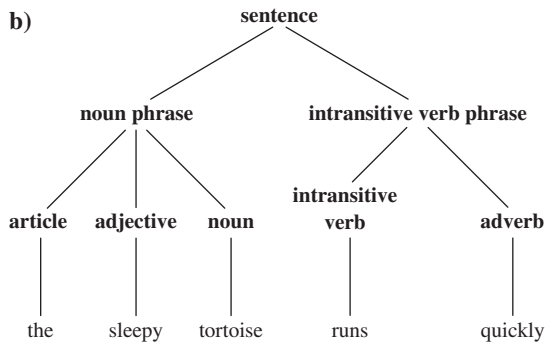 b)
sentence
noun phrase intransitive verb phrase
intransitive
verb
article adjective noun adverb
the sleepy tortoise runs quickly